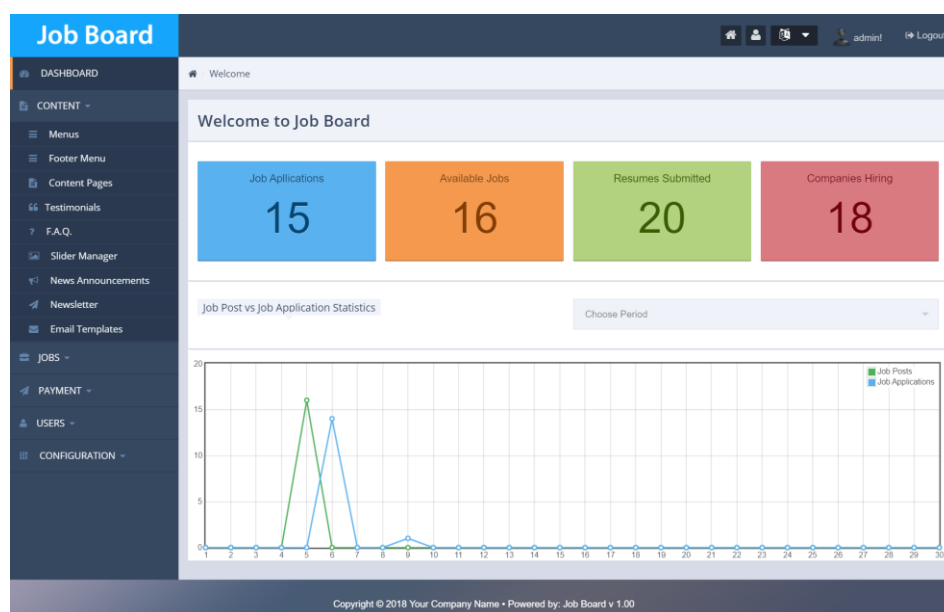 Job Board
admin!
Logout
DASHBOARD
Welcome
CONTENT
Menus
Footer Menu
Content Pages
Testimonials
F.A.Q.
Slider Manager
News Announcements
Newsletter
Email Templates
JOBS
PAYMENT
USERS
CONFIGURATION
Welcome to Job Board
Job Apllications
15
Available Jobs
16
Resumes Submitted
20
Companies Hiring
18
Job Post vs Job Application Statistics
Choose Period
Job Posts
Job Applications
20
15
10
5
0
1 2 3 4 5 6 7 8 9 10 11 12 13 14 15 16 17 18 19 20 21 22 23 24 25 26 27 28 29 30
Copyright © 2018 Your Company Name • Powered by: Job Board v 1.00